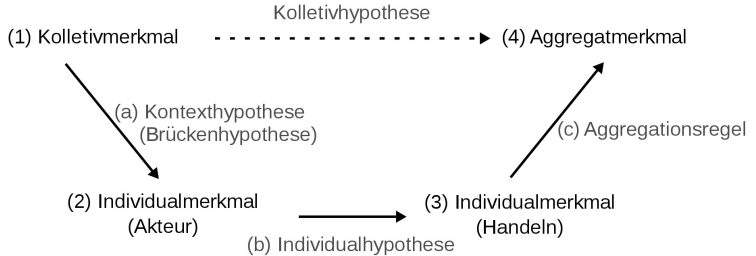 Kolletivhypothese
(1) Kolletivmerkmal
(4) Aggregatmerkmal
(a) Kontexthypothese
(Brückenhypothese)
(c) Aggregationsregel
(2) Individualmerkmal
(Akteur)
(3) Individualmerkmal
(Handeln)
(b) Individualhypothese